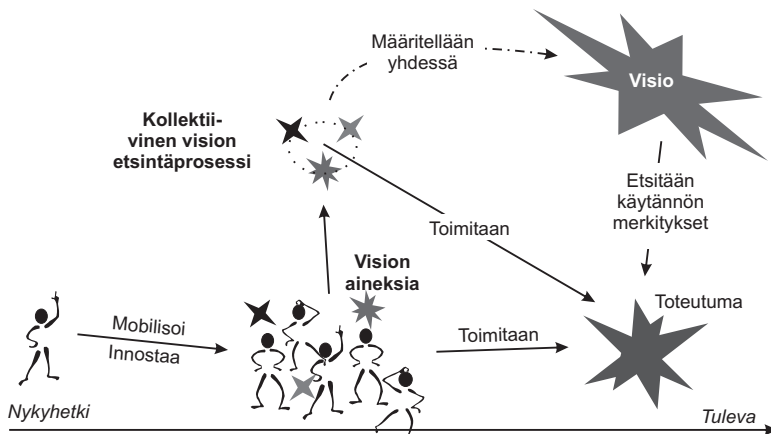 Määritellään
yhdessä
Visio
Kollektii-
vinen vision
etsintäprosessi
Etsitään
käytännön
merkitykset
Toimitaan
Vision
aineksia
Toteutuma
Mobilisoi
Innostaa
Toimitaan
Nykyhetki
Tuleva